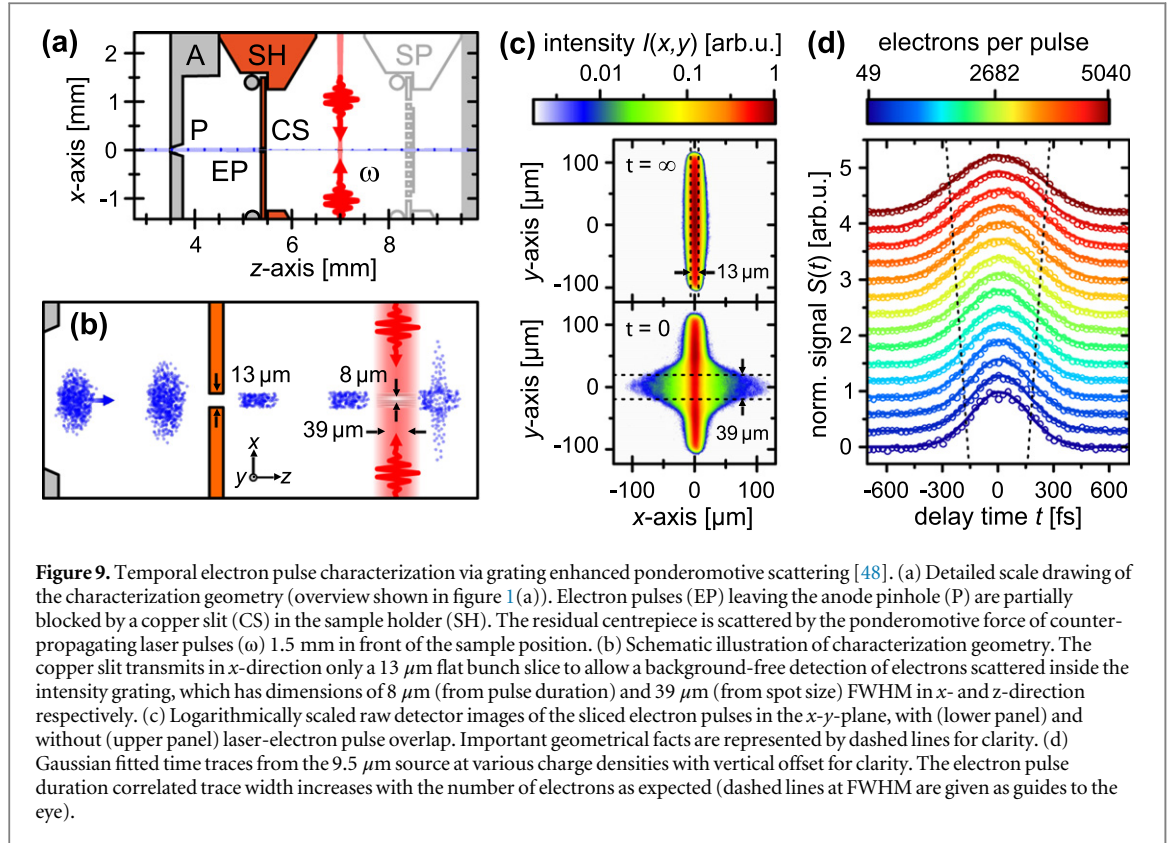 (a)
A
SH
SP
P
CS
EP
ω
x-axis [mm]
2
1
0
-1
4
6
8
z-axis [mm]
(b)
13 µm
8 µm
39 µm
x
y
z
(c)
intensity I(x,y) [arb.u.]
0.01
0.1
1
t = ∞
13 µm
y-axis [µm]
100
0
-100
t = 0
39 µm
y-axis [µm]
100
0
-100
-100
0
100
x-axis [µm]
(d)
electrons per pulse
49
2682
5040
norm. signal S(t) [arb.u.]
5
4
3
2
1
0
-600
-300
0
300
600
delay time t [fs]
Figure 9. Temporal electron pulse characterization via grating enhanced ponderomotive scattering [48]. (a) Detailed scale drawing of
the characterization geometry (overview shown in figure 1(a)). Electron pulses (EP) leaving the anode pinhole (P) are partially
blocked by a copper slit (CS) in the sample holder (SH). The residual centrepiece is scattered by the ponderomotive force of counter-
propagating laser pulses (ω) 1.5 mm in front of the sample position. (b) Schematic illustration of characterization geometry. The
copper slit transmits in x-direction only a 13 µm flat bunch slice to allow a background-free detection of electrons scattered inside the
intensity grating, which has dimensions of 8 µm (from pulse duration) and 39 µm (from spot size) FWHM in x- and z-direction
respectively. (c) Logarithmically scaled raw detector images of the sliced electron pulses in the x-y-plane, with (lower panel) and
without (upper panel) laser-electron pulse overlap. Important geometrical facts are represented by dashed lines for clarity. (d)
Gaussian fitted time traces from the 9.5 µm source at various charge densities with vertical offset for clarity. The electron pulse
duration correlated trace width increases with the number of electrons as expected (dashed lines at FWHM are given as guides to the
eye).